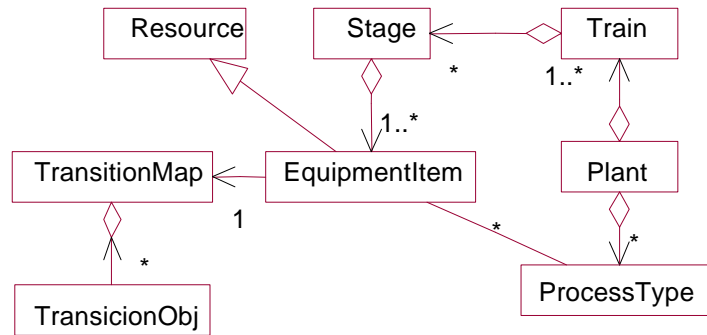 Resource
Stage
Train
*
1..*
1..*
TransitionMap
EquipmentItem
Plant
1
*
*
*
TransicionObj
ProcessType